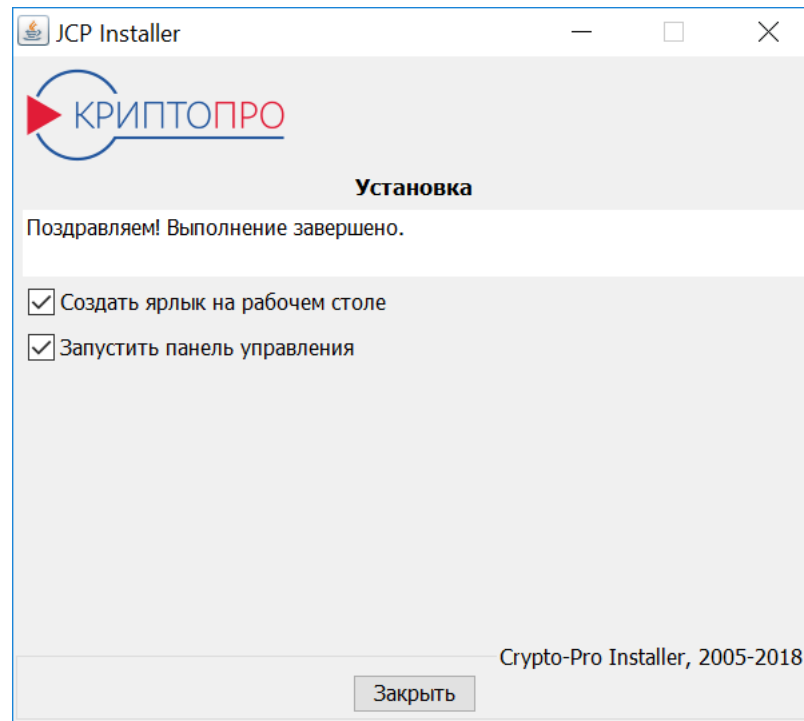 JCP Installer
КРИПТОПРО
Установка
Поздравляем! Выполнение завершено.
Создать ярлык на рабочем столе
Запустить панель управления
Crypto-Pro Installer, 2005-2018
Закрыть